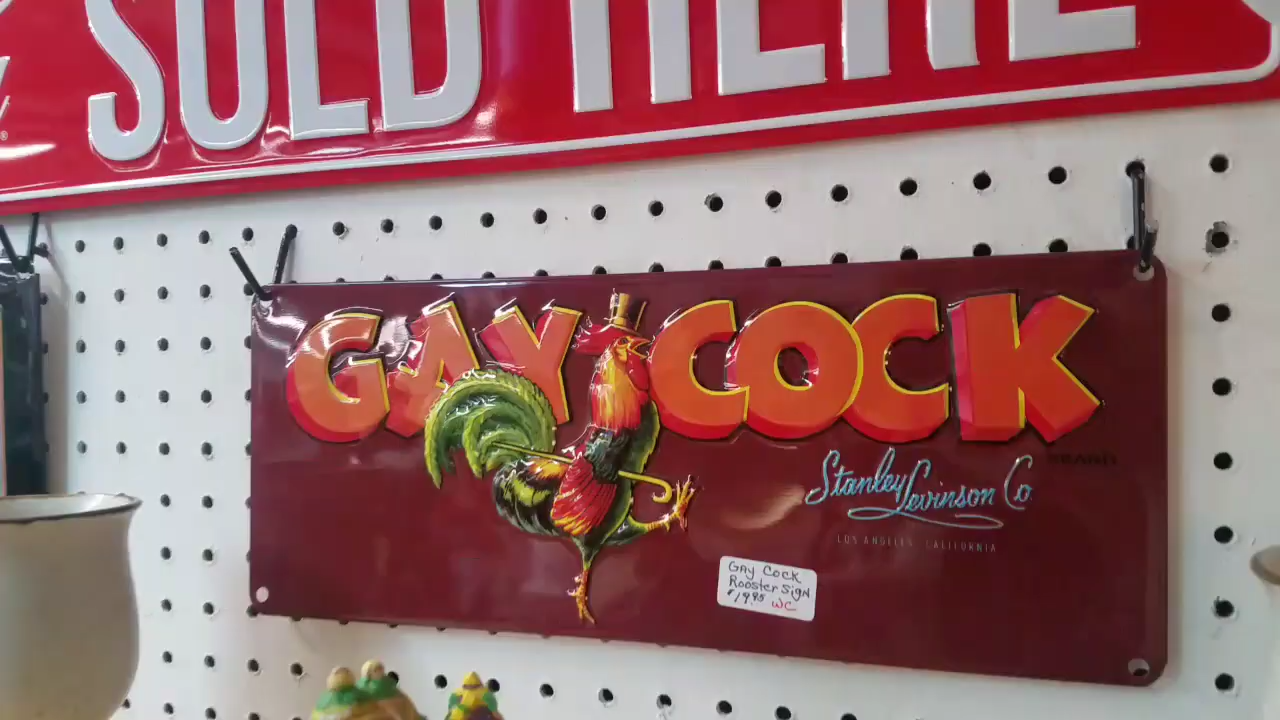 SOLD HERE
GAY COCK
BRAND
Stanley Levinson Co.
LOS ANGELES, CALIFORNIA
GAY COCK
Rooster Sign
$19.95 WC